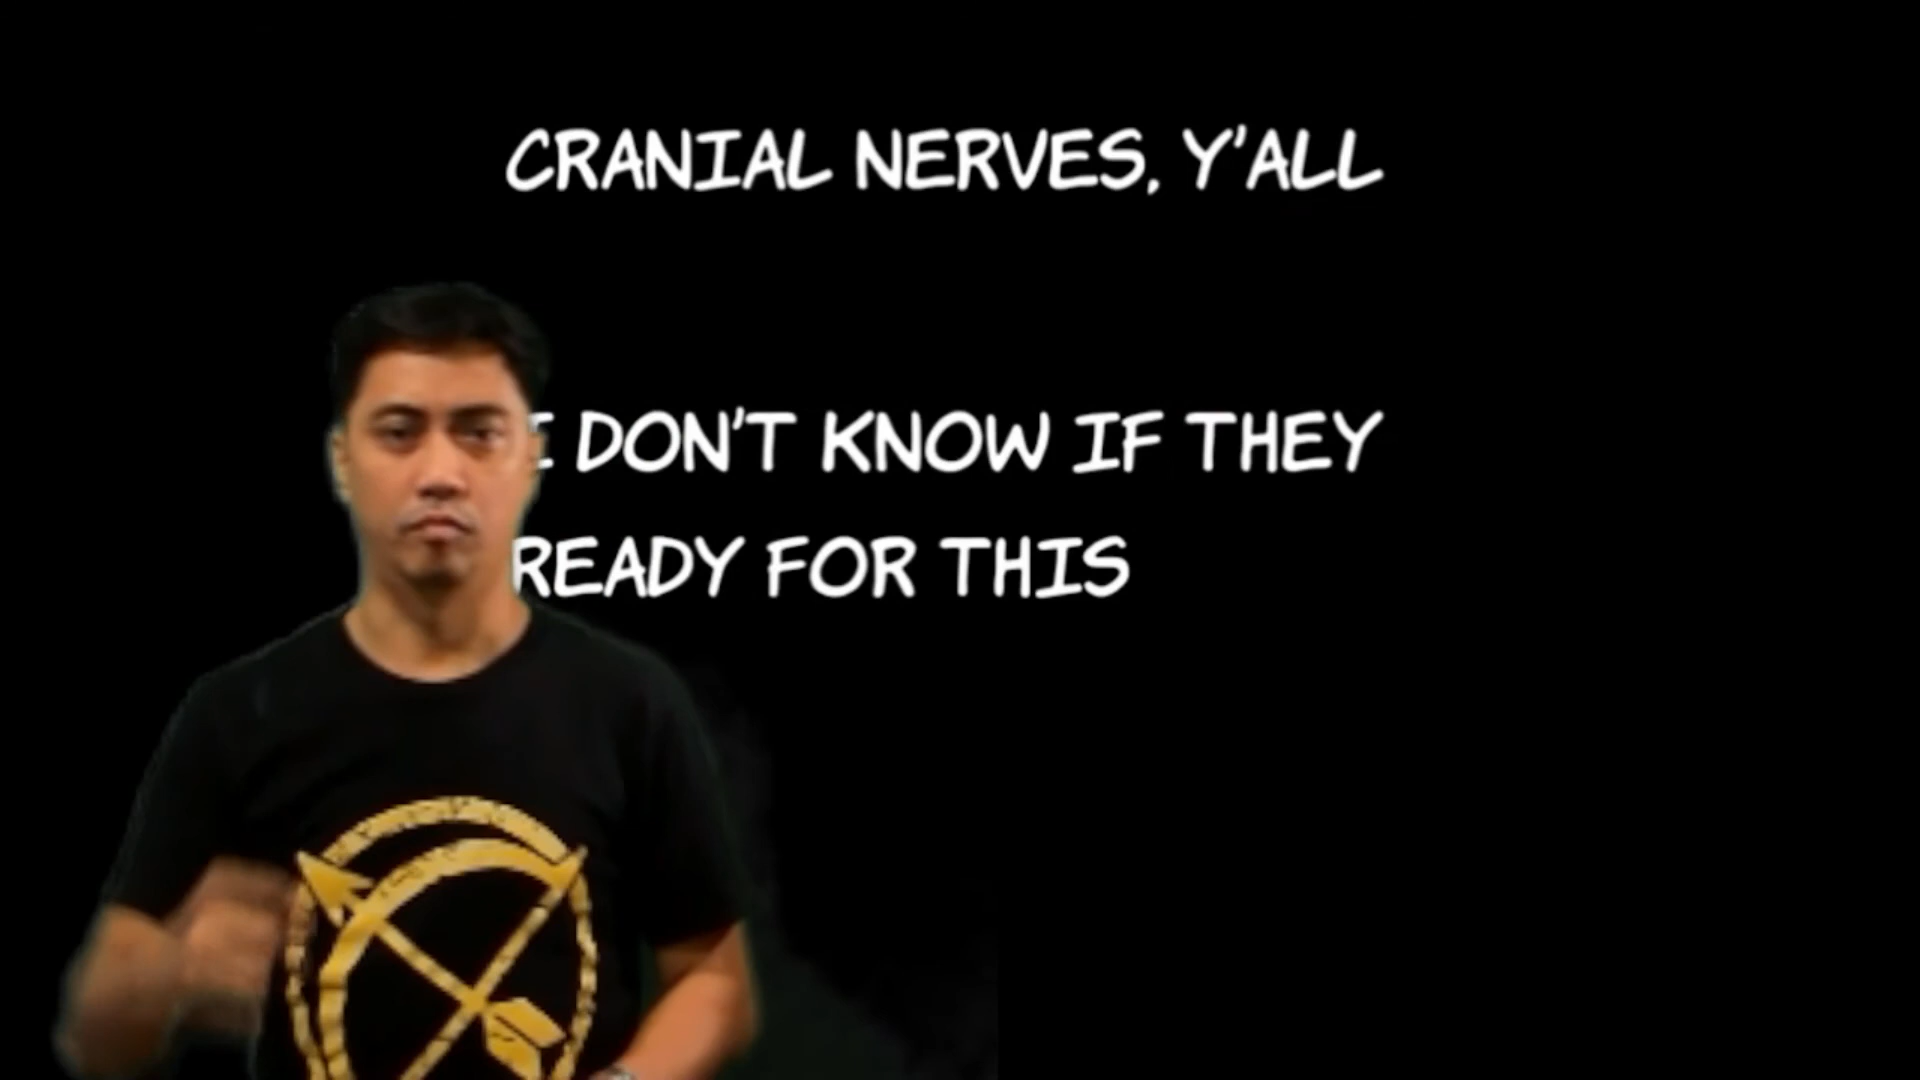 CRANIAL NERVES, Y'ALL
I DON'T KNOW IF THEY
READY FOR THIS